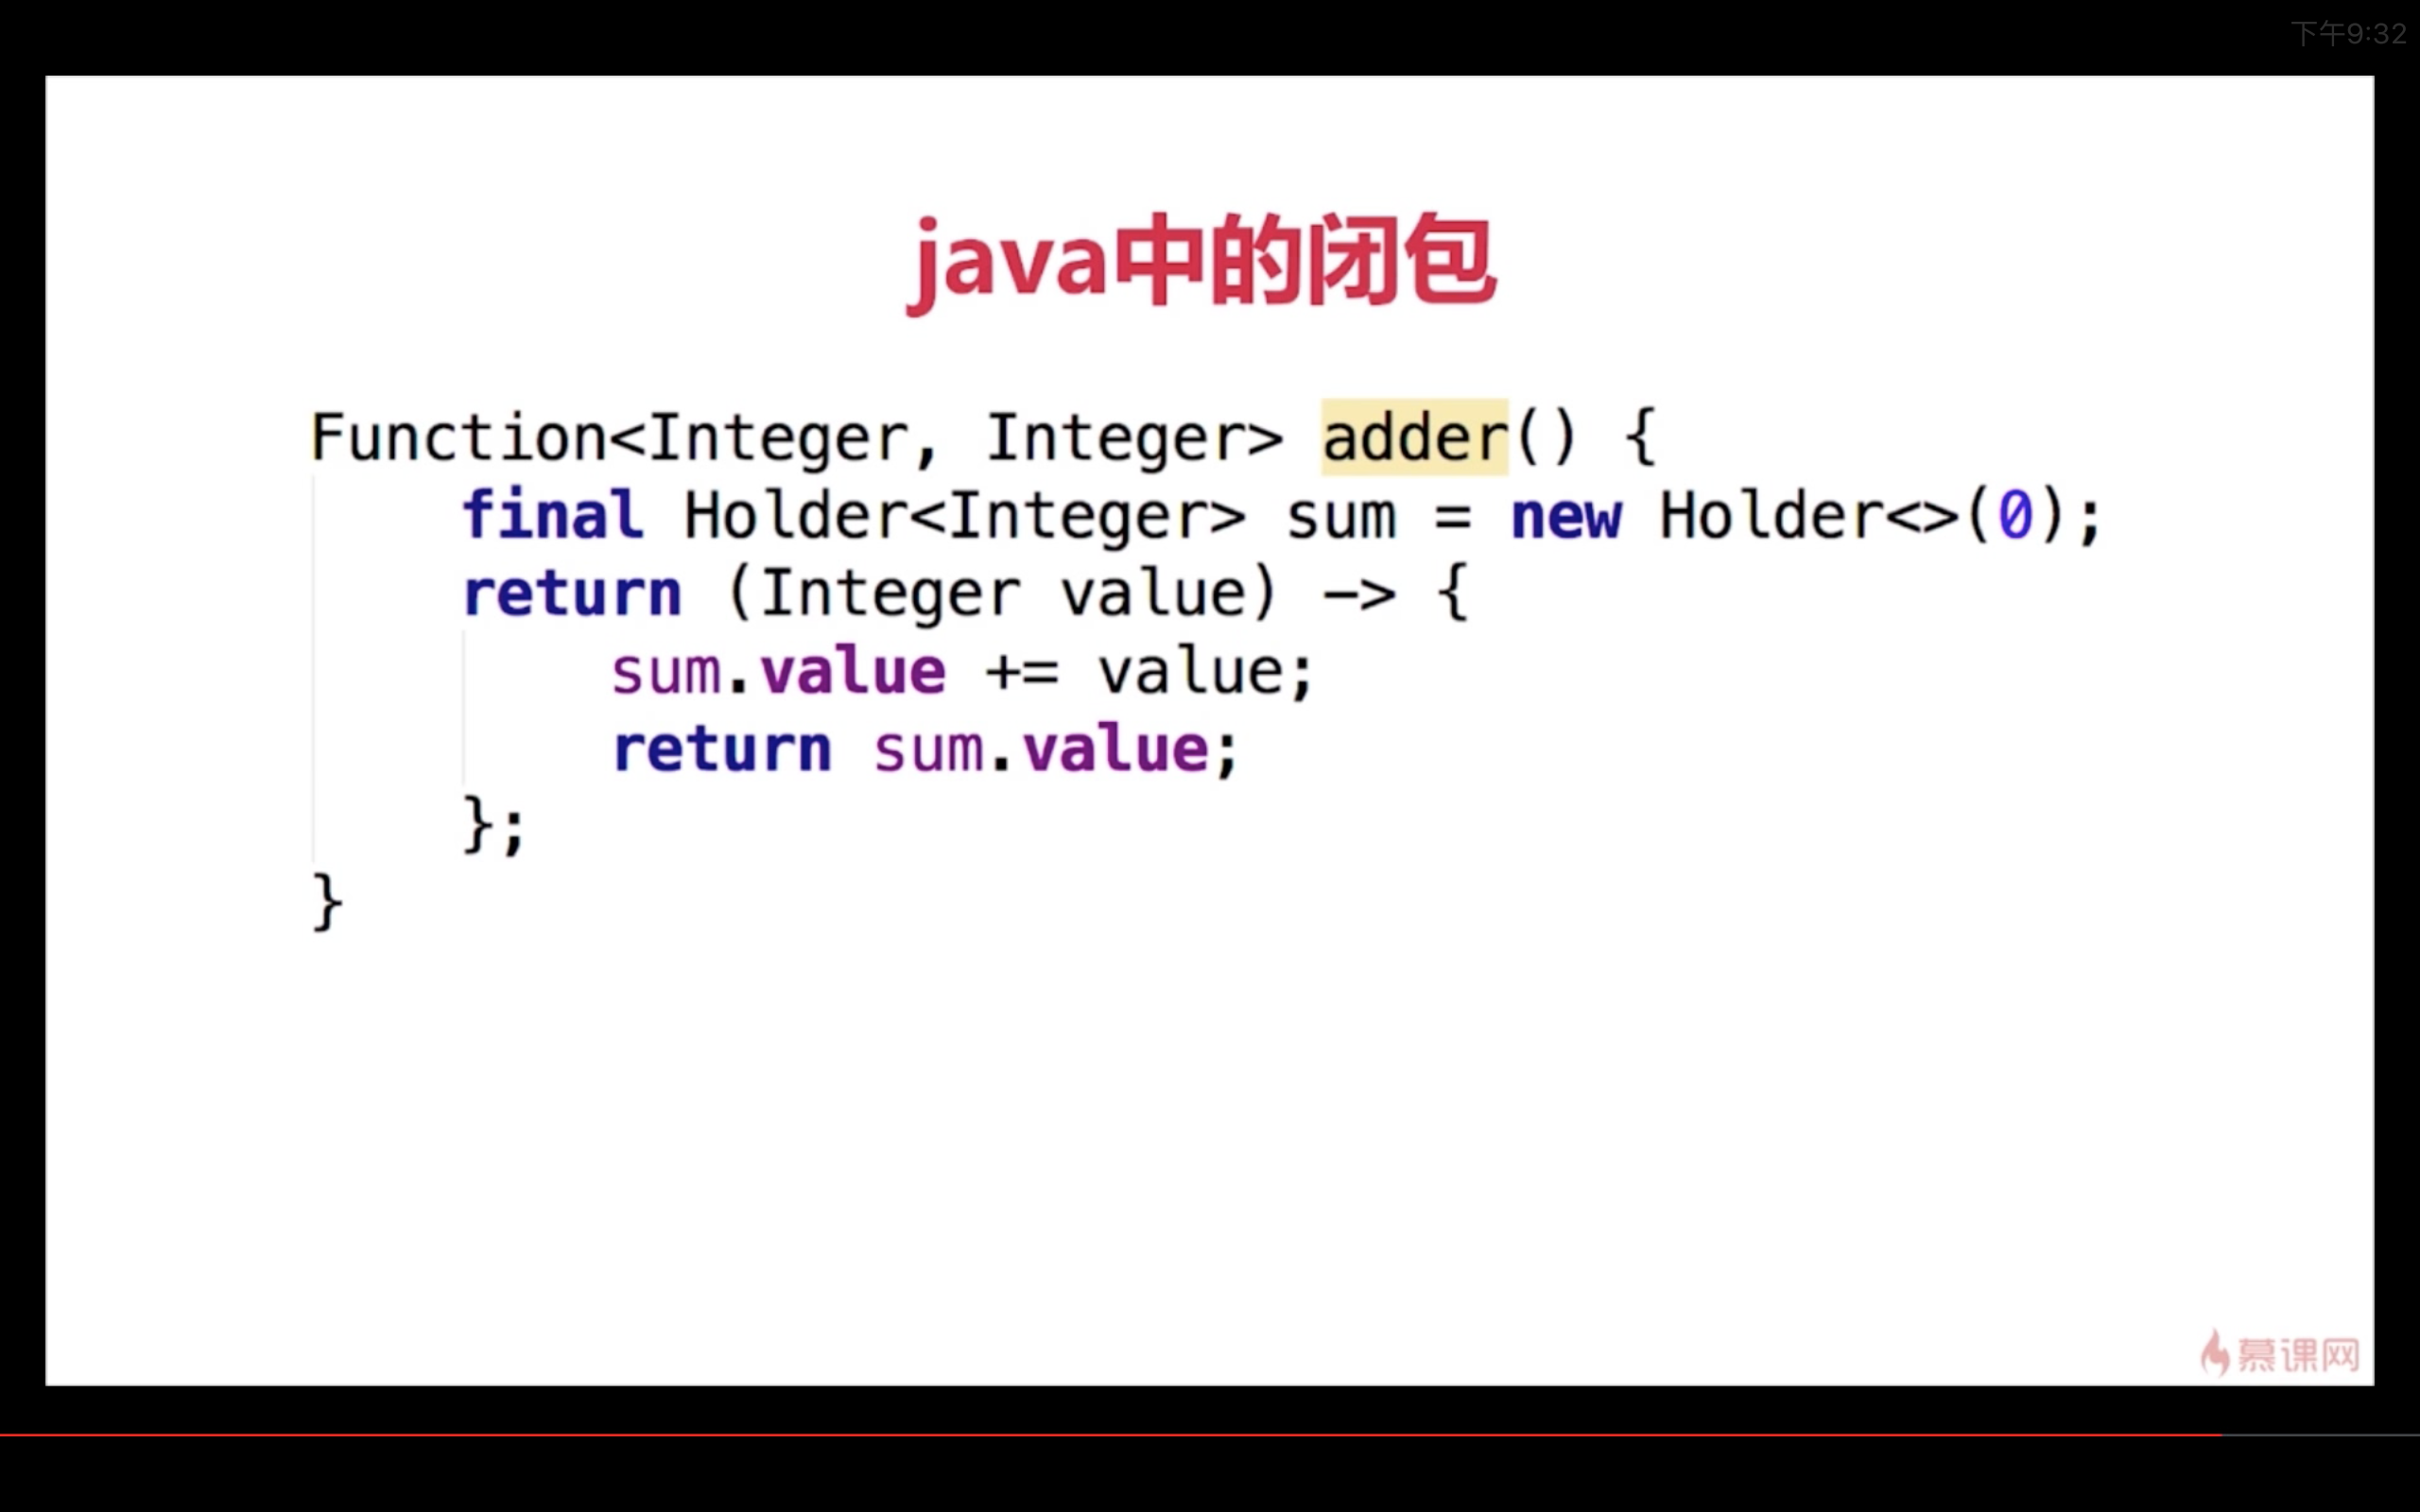 下午9:32
java中的闭包
Function<Integer, Integer> adder() {
    final Holder<Integer> sum = new Holder<>(0);
    return (Integer value) -> {
        sum.value += value;
        return sum.value;
    };
}
慕课网